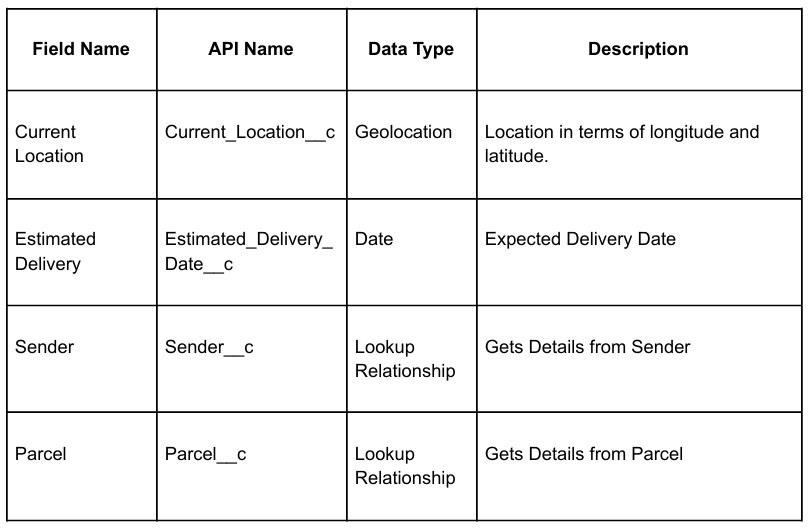 Field Name API Name Data Type Description
Current
Location
Current_Location__c
Geolocation
Location in terms of longitude and
latitude.
Estimated
Delivery
Estimated_Delivery_
Date__c
Date
Expected Delivery Date
Sender
Sender__c
Lookup
Relationship
Gets Details from Sender
Parcel
Parcel__c
Lookup
Relationship
Gets Details from Parcel